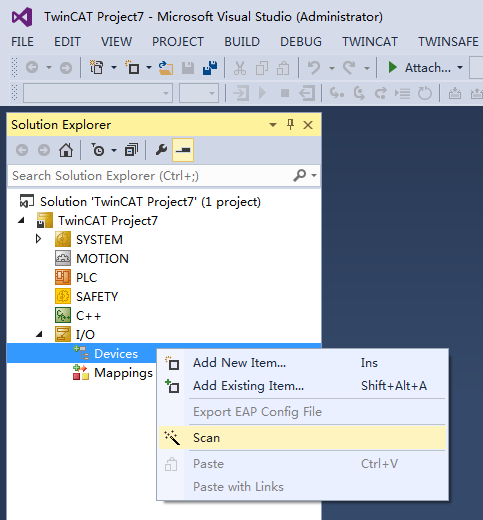 TwinCAT Project7 - Microsoft Visual Studio (Administrator)
FILE EDIT VIEW PROJECT BUILD DEBUG TWINCAT TWINSAFE
Attach...
Solution Explorer
Search Solution Explorer (Ctrl+;)
Solution 'TwinCAT Project7' (1 project)
TwinCAT Project7
SYSTEM
MOTION
PLC
SAFETY
C++
I/O
Devices
Mappings
Add New Item... Ins
Add Existing Item... Shift+Alt+A
Export EAP Config File
Scan
Paste Ctrl+V
Paste with Links